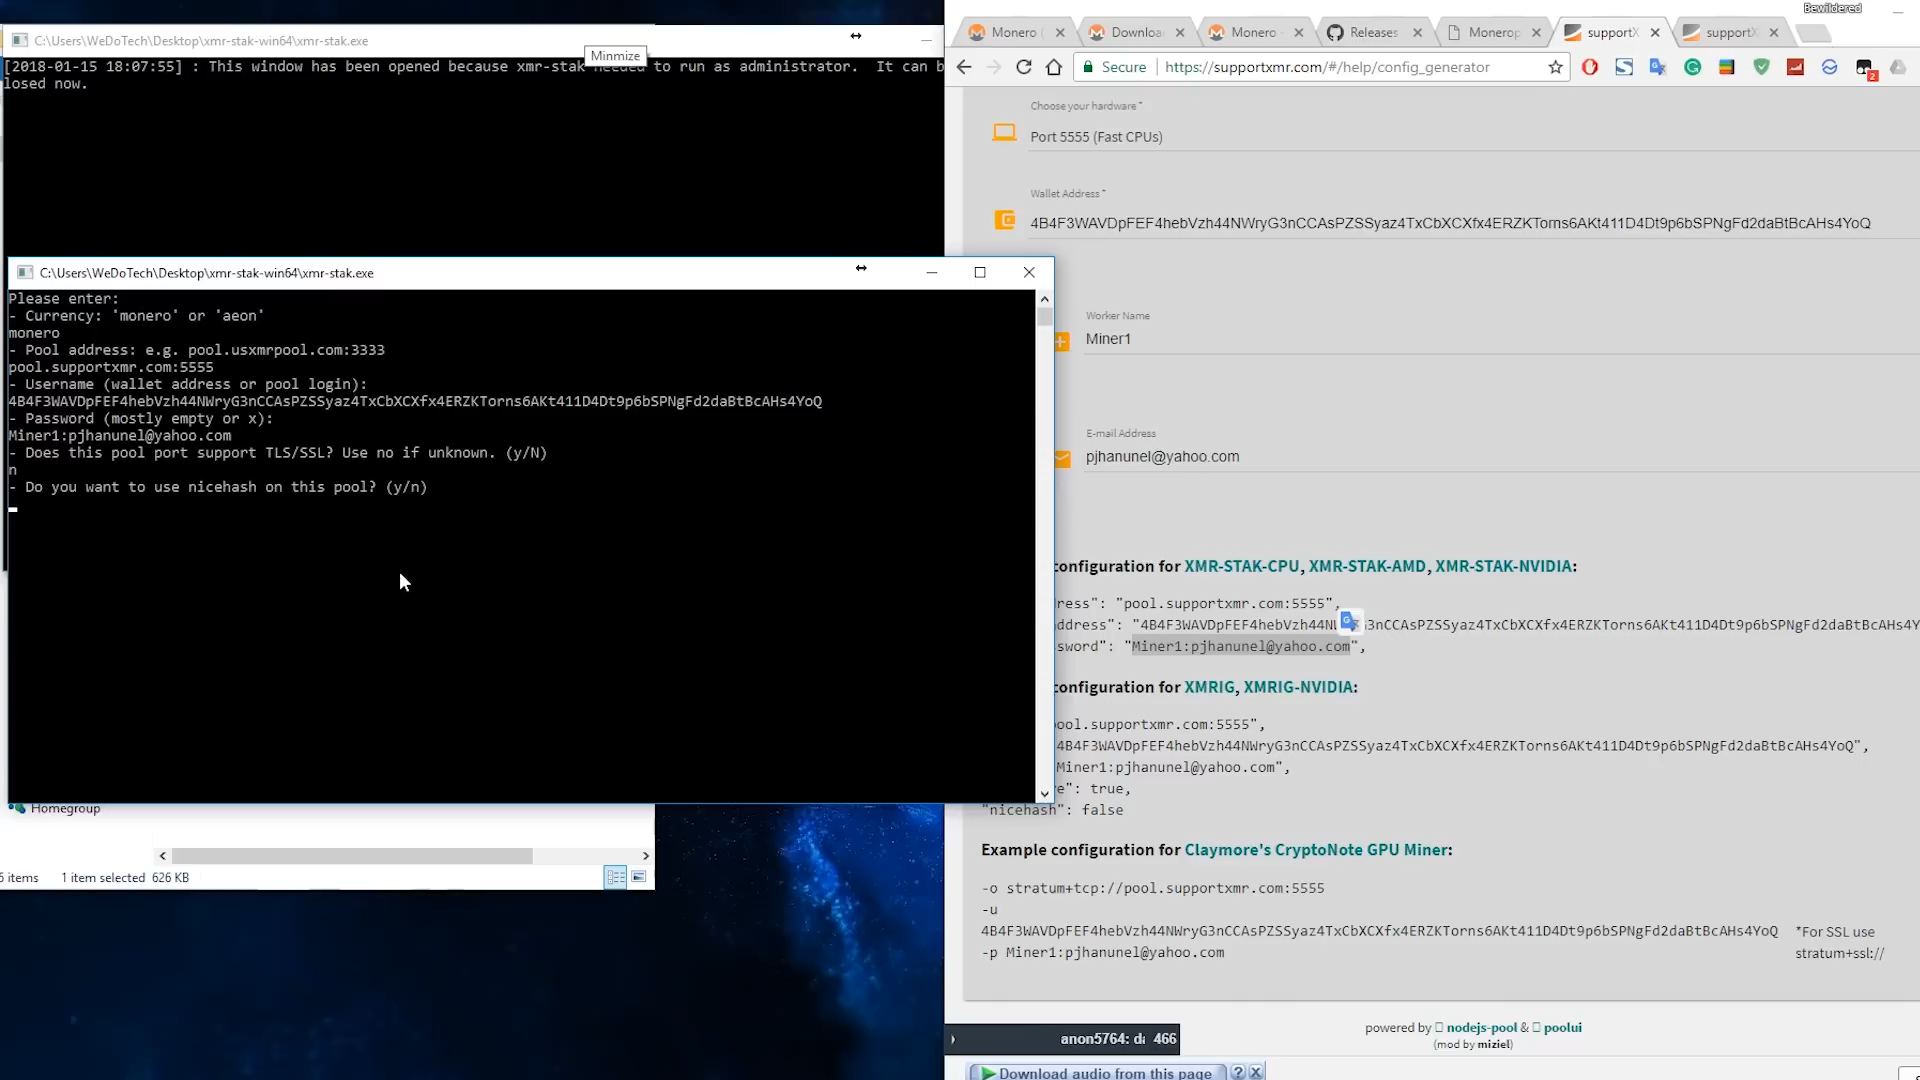 Bewildered
C:\Users\WeDoTech\Desktop\xmr-stak-win64\xmr-stak.exe
Minmize
[2018-01-15 18:07:55] : This window has been opened because xmr-stak needed to run as administrator. It can b
losed now.
C:\Users\WeDoTech\Desktop\xmr-stak-win64\xmr-stak.exe
Please enter:
- Currency: 'monero' or 'aeon'
monero
- Pool address: e.g. pool.usxmrpool.com:3333
pool.supportxmr.com:5555
- Username (wallet address or pool login):
4B4F3WAVDpFEF4hebVzh44NWryG3nCCAsPZSSyaz4TxCbXCXfx4ERZKTorns6AKt411D4Dt9p6bSPNgFd2daBtBcAHs4YoQ
- Password (mostly empty or x):
Miner1:pjhanunel@yahoo.com
- Does this pool port support TLS/SSL? Use no if unknown. (y/N)
n
- Do you want to use nicehash on this pool? (y/n)
Homegroup
6 items 1 item selected 626 KB
Monero ( Downloa Monero - Releases Monerop supportX supportX
Secure https://supportxmr.com/#/help/config_generator
2
Choose your hardware *
Port 5555 (Fast CPUs)
Wallet Address *
4B4F3WAVDpFEF4hebVzh44NWryG3nCCAsPZSSyaz4TxCbXCXfx4ERZKTorns6AKt411D4Dt9p6bSPNgFd2daBtBcAHs4YoQ
Worker Name
Miner1
E-mail Address
pjhanunel@yahoo.com
onfiguration for XMR-STAK-CPU, XMR-STAK-AMD, XMR-STAK-NVIDIA:
ress": "pool.supportxmr.com:5555",
ddress": "4B4F3WAVDpFEF4hebVzh44N G3nCCAsPZSSyaz4TxCbXCXfx4ERZKTorns6AKt411D4Dt9p6bSPNgFd2daBtBcAHs4Y
sword": "Miner1:pjhanunel@yahoo.com",
onfiguration for XMRIG, XMRIG-NVIDIA:
ool.supportxmr.com:5555",
4B4F3WAVDpFEF4hebVzh44NWryG3nCCAsPZSSyaz4TxCbXCXfx4ERZKTorns6AKt411D4Dt9p6bSPNgFd2daBtBcAHs4YoQ",
Miner1:pjhanunel@yahoo.com",
e": true,
"nicehash": false
Example configuration for Claymore's CryptoNote GPU Miner:
-o stratum+tcp://pool.supportxmr.com:5555
-u
4B4F3WAVDpFEF4hebVzh44NWryG3nCCAsPZSSyaz4TxCbXCXfx4ERZKTorns6AKt411D4Dt9p6bSPNgFd2daBtBcAHs4YoQ *For SSL use
-p Miner1:pjhanunel@yahoo.com stratum+ssl://
powered by nodejs-pool & poolui
(mod by miziel)
anon5764: da 466
Download audio from this page ?